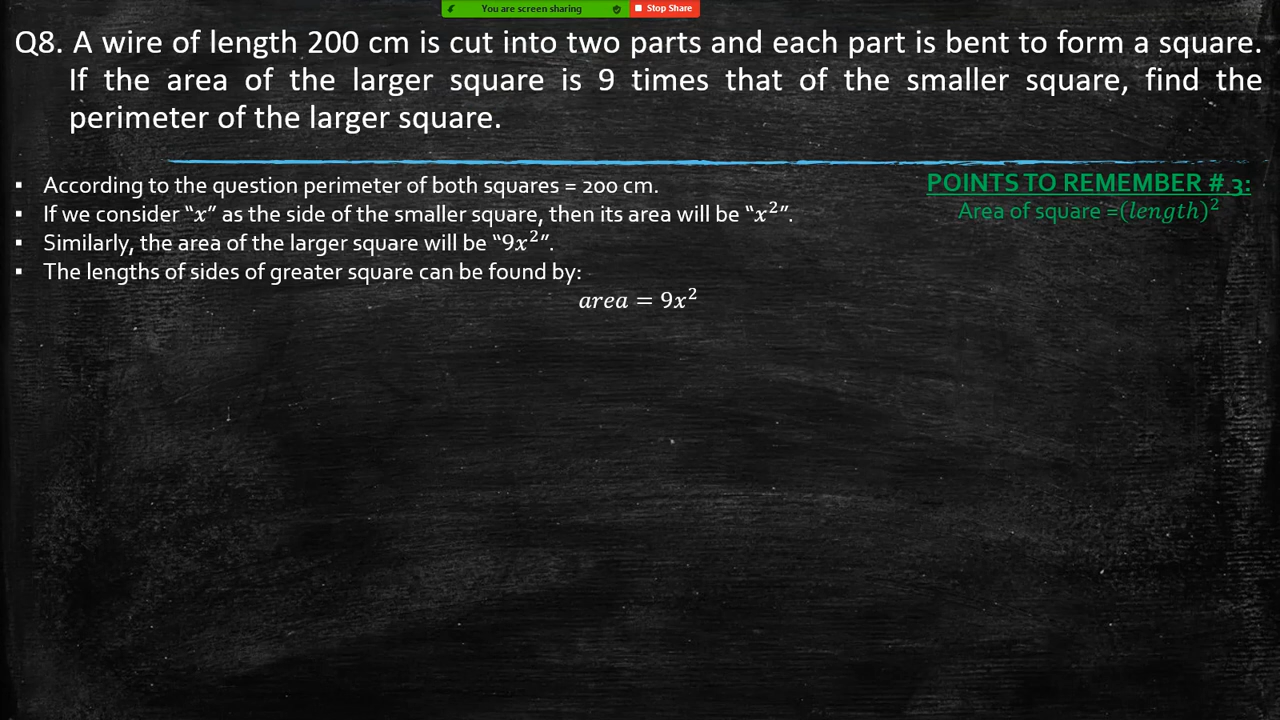 You are screen sharing
Stop Share
Q8. A wire of length 200 cm is cut into two parts and each part is bent to form a square.
If the area of the larger square is 9 times that of the smaller square, find the
perimeter of the larger square.
▪ According to the question perimeter of both squares = 200 cm.
▪ If we consider “x” as the side of the smaller square, then its area will be “x²”.
▪ Similarly, the area of the larger square will be “9x²”.
▪ The lengths of sides of greater square can be found by:
area = 9x²
POINTS TO REMEMBER # 3:
Area of square =(length)²